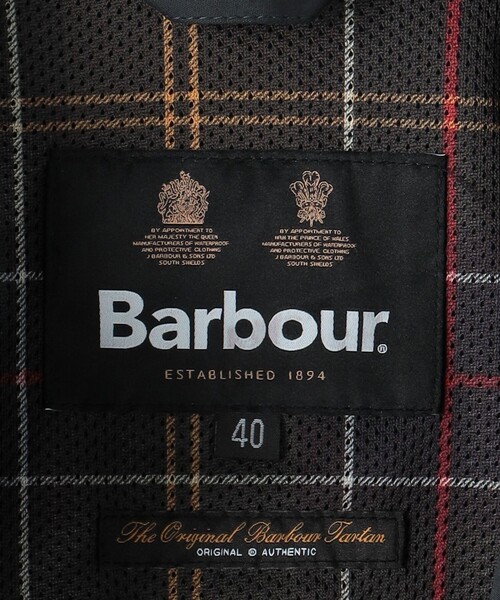 BY APPOINTMENT TO
HER MAJESTY THE QUEEN
MANUFACTURERS OF WATERPROOF
AND PROTECTIVE CLOTHING
J BARBOUR & SONS LTD
SOUTH SHIELDS
BY APPOINTMENT TO
HRH THE PRINCE OF WALES
MANUFACTURERS OF WATERPROOF
AND PROTECTIVE CLOTHING
J. BARBOUR & SONS LTD
SOUTH SHIELDS
Barbour®
ESTABLISHED 1894
40
The Original Barbour Tartan
ORIGINAL @ AUTHENTIC